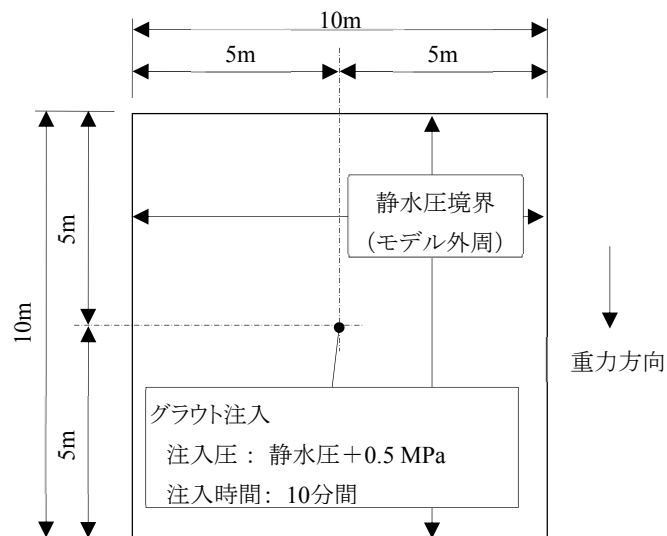 10m
5m
5m
5m
10m
静水圧境界
（モデル外周）
重力方向
5m
グラウト注入
注入圧： 静水圧＋0.5 MPa
注入時間： 10分間